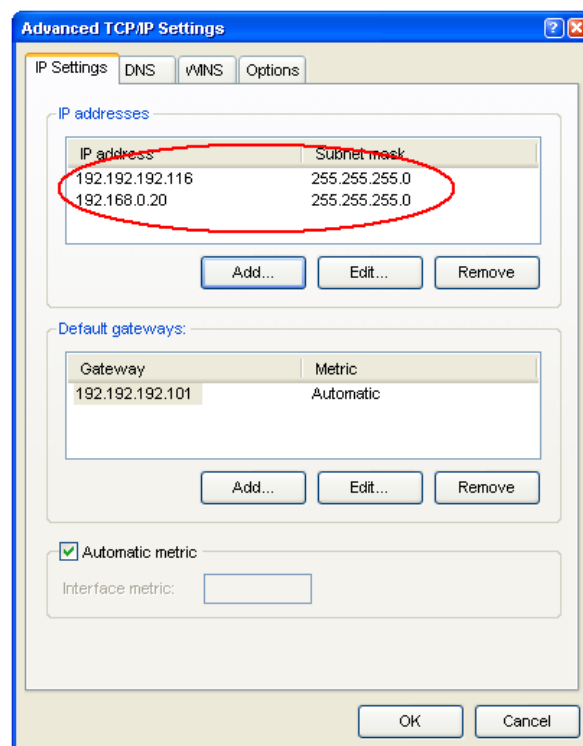 Advanced TCP/IP Settings
IP Settings DNS WINS Options
IP addresses
IP address Subnet mask
192.192.192.116 255.255.255.0
192.168.0.20 255.255.255.0
Add... Edit... Remove
Default gateways:
Gateway Metric
192.192.192.101 Automatic
Add... Edit... Remove
Automatic metric
Interface metric:
OK Cancel